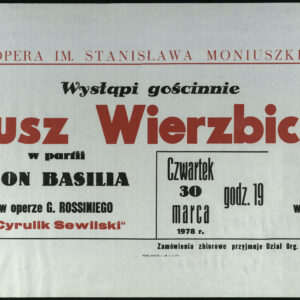 OPERA IM. STANISŁAWA MONIUSZK
Wystąpi gościnnie
usz Wierzbic
w partii
ON BASILIA
w operze G. ROSSINIEGO
Cyrulik Sewilski"
Czwartek
30
marca
1978 r.
godz. 19
w
Zamówienia zbiorowe przyjmuje Dział Org.